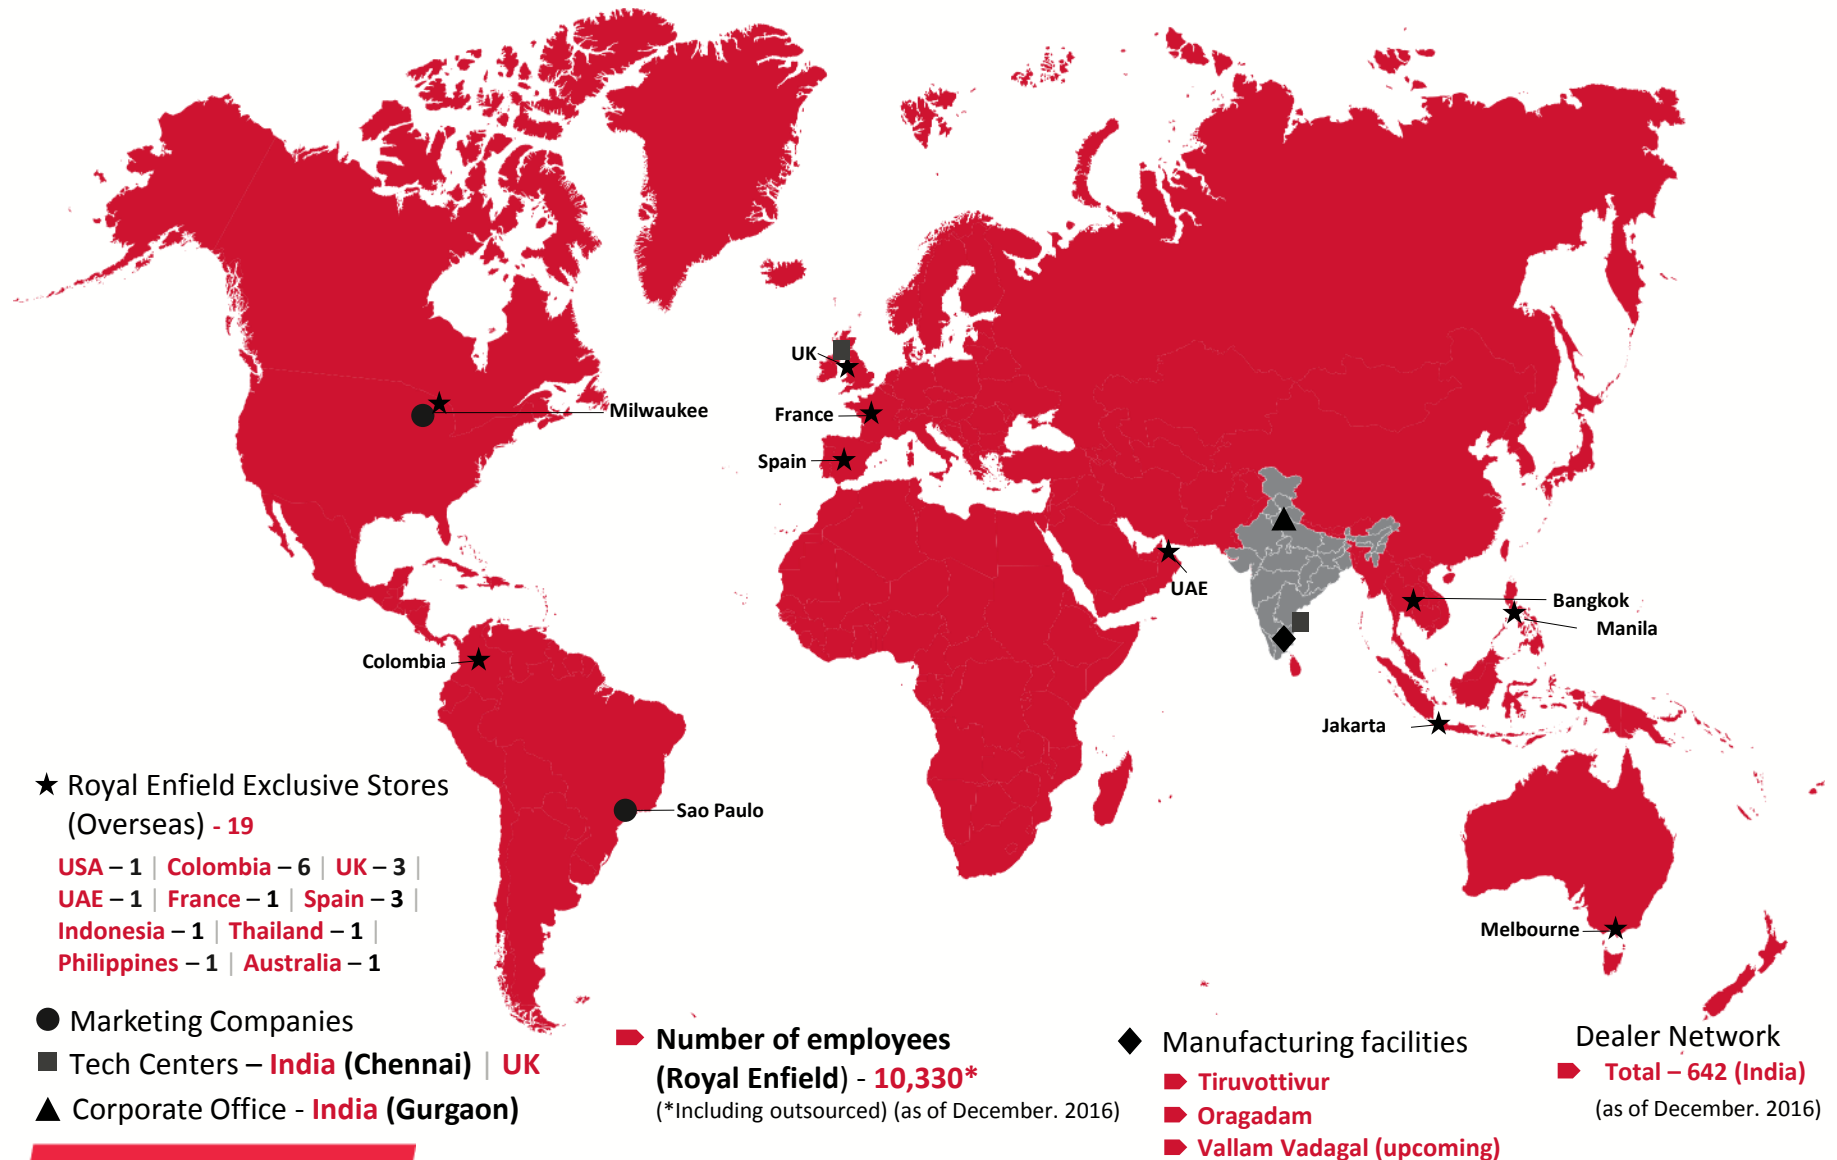 UK
France
Spain
Milwaukee
UAE
Bangkok
Manila
Colombia
Jakarta
Sao Paulo
Melbourne
Royal Enfield Exclusive Stores
(Overseas) - 19
USA – 1 | Colombia – 6 | UK – 3 |
UAE – 1 | France – 1 | Spain – 3 |
Indonesia – 1 | Thailand – 1 |
Philippines – 1 | Australia – 1
Marketing Companies
Tech Centers – India (Chennai) | UK
Corporate Office - India (Gurgaon)
Number of employees
(Royal Enfield) - 10,330*
(*Including outsourced) (as of December. 2016)
Manufacturing facilities
Tiruvottivur
Oragadam
Vallam Vadagal (upcoming)
Dealer Network
Total – 642 (India)
(as of December. 2016)